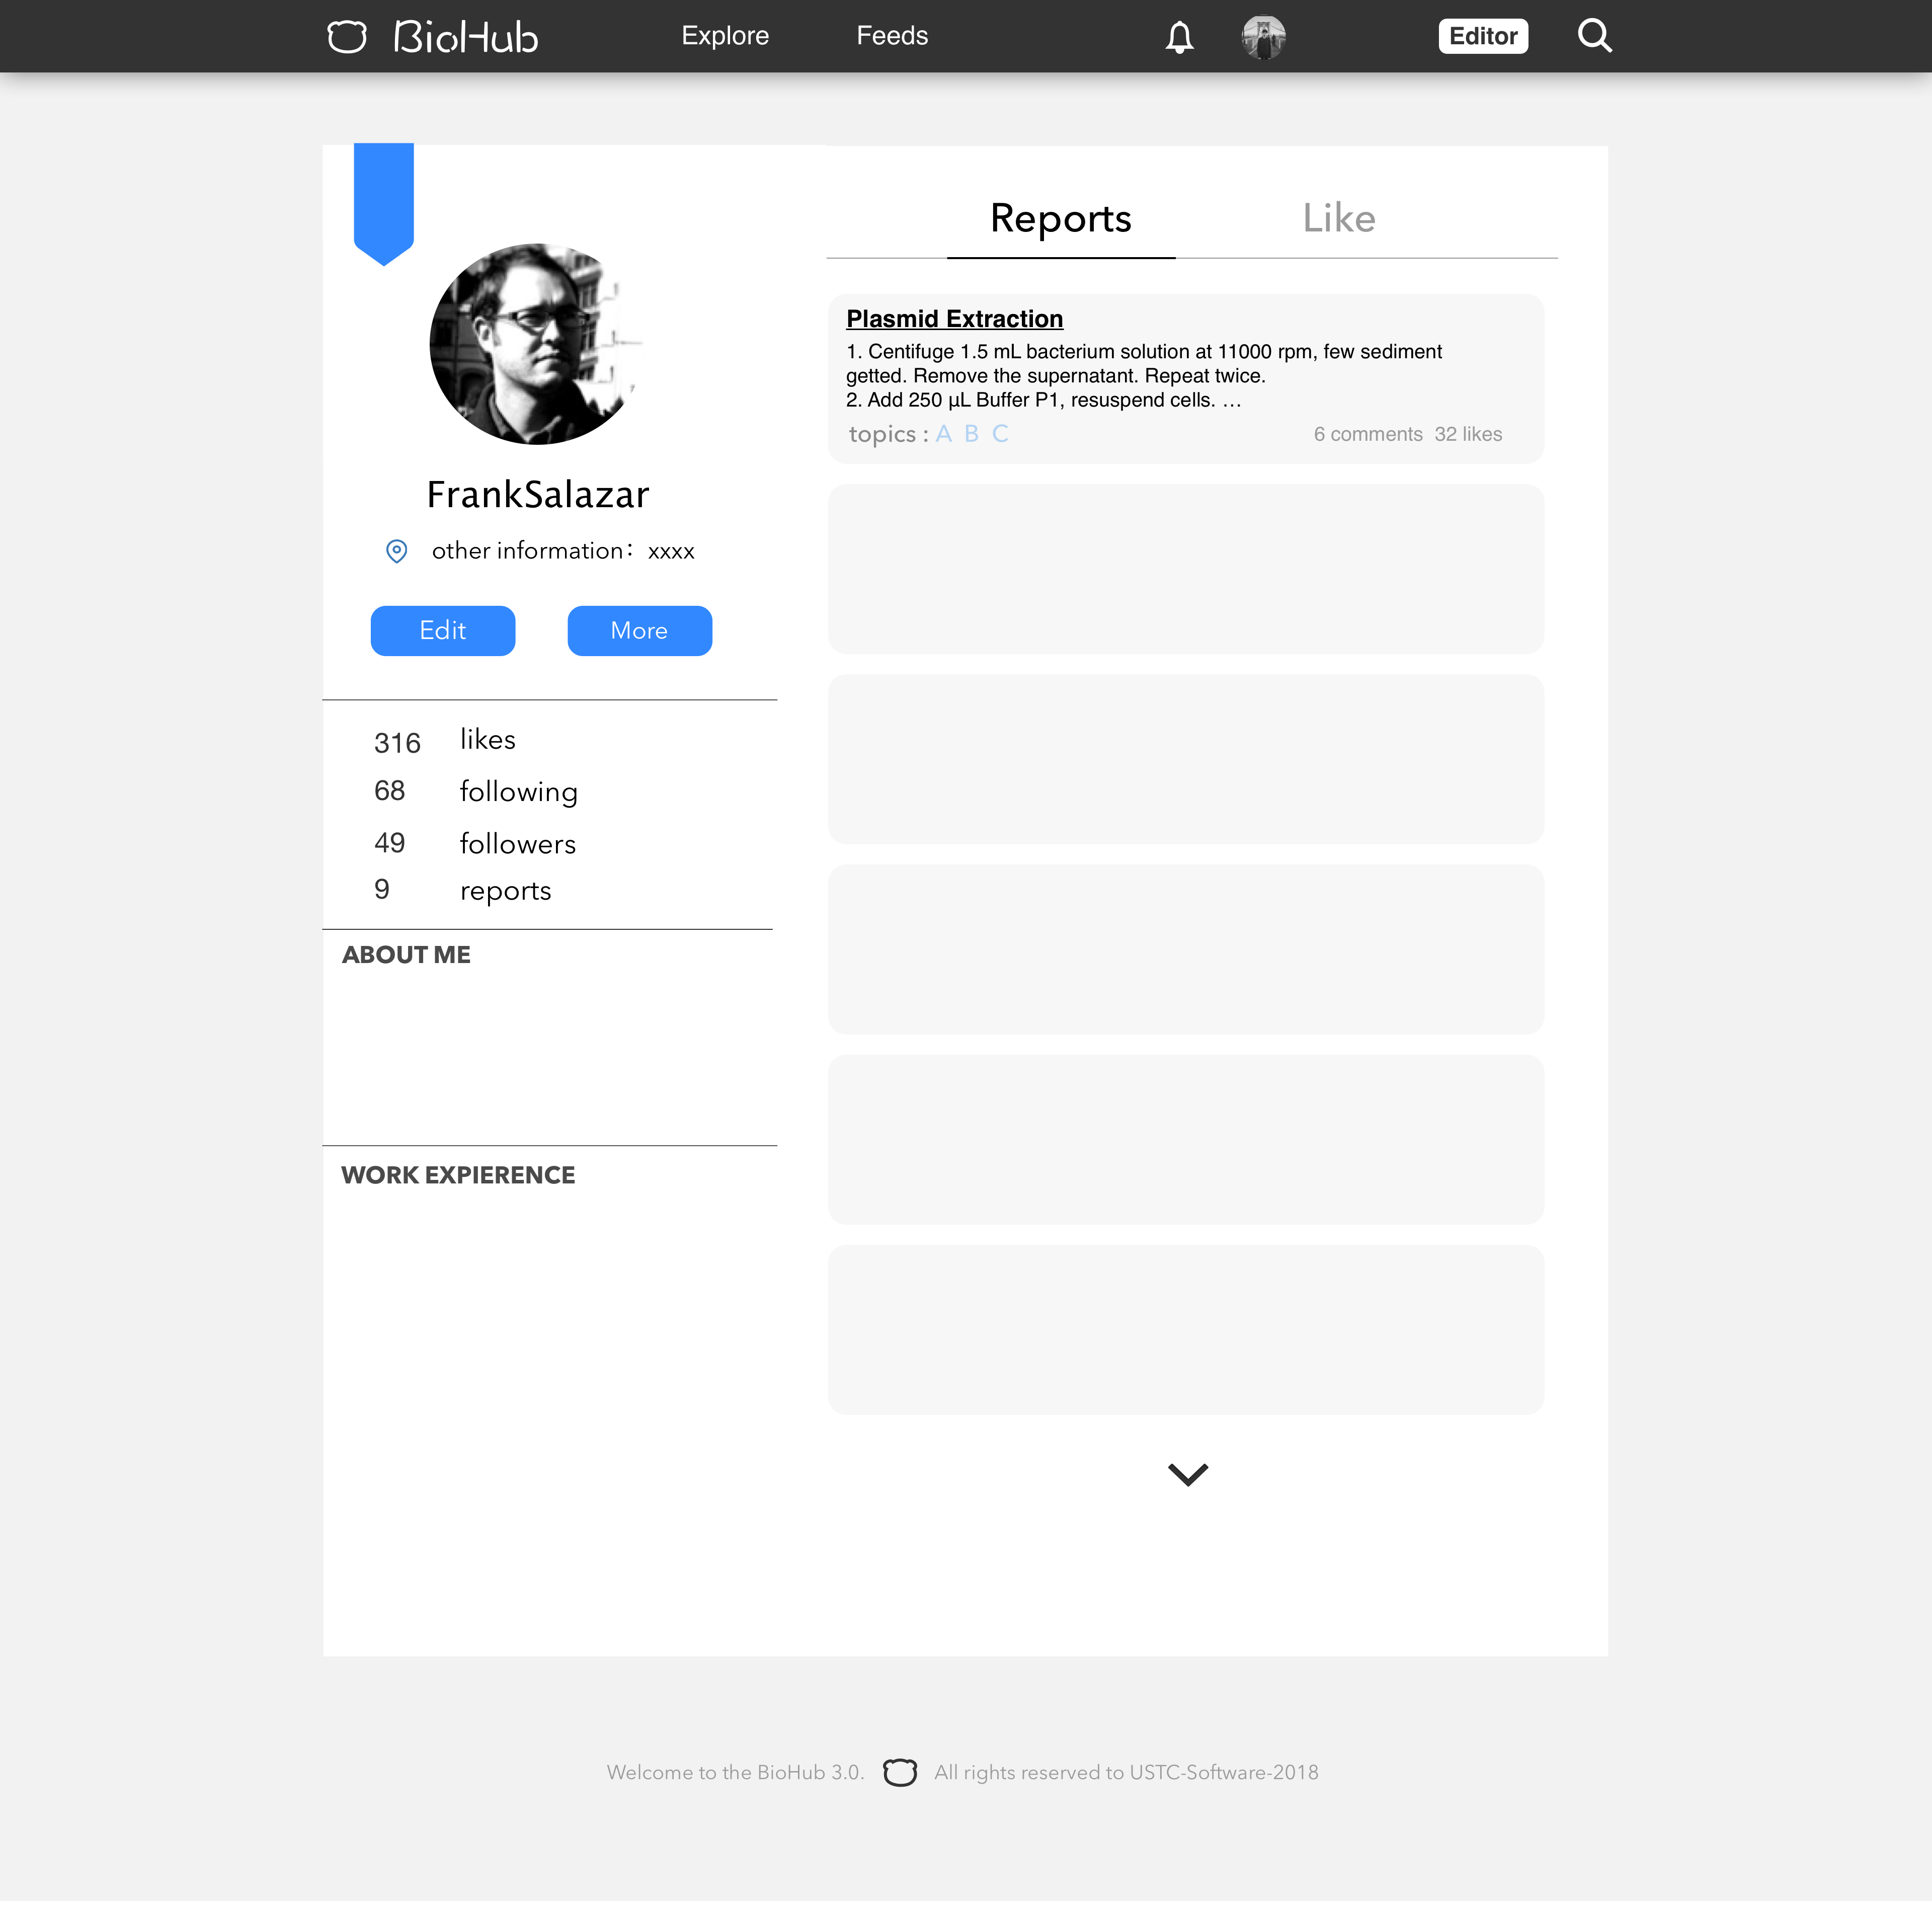 BioHub
Explore
Feeds
Editor
Reports
Like
Plasmid Extraction
1. Centifuge 1.5 mL bacterium solution at 11000 rpm, few sediment
getted. Remove the supernatant. Repeat twice.
2. Add 250 µL Buffer P1, resuspend cells. …
topics : A B C
6 comments 32 likes
FrankSalazar
other information： xxxx
Edit
More
316 likes
68 following
49 followers
9 reports
ABOUT ME
WORK EXPIERENCE
Welcome to the BioHub 3.0. All rights reserved to USTC-Software-2018